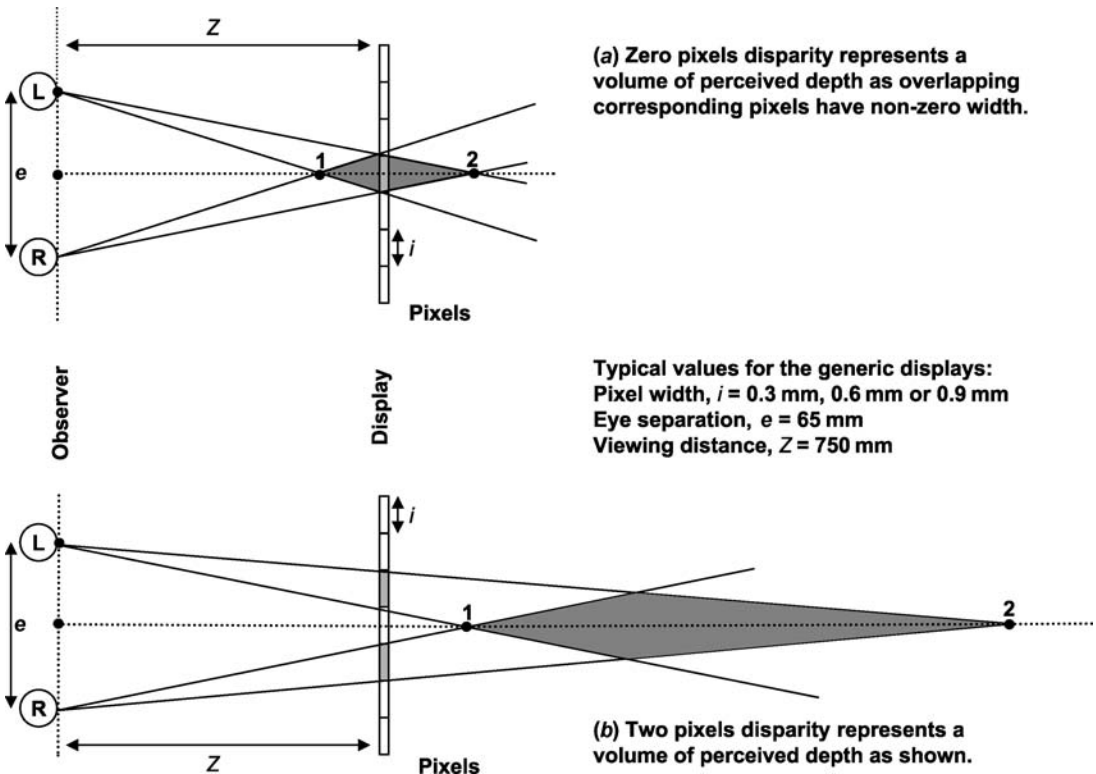 Z
(a) Zero pixels disparity represents a
volume of perceived depth as overlapping
corresponding pixels have non-zero width.
L
1
2
e
R
i
Pixels
Observer
Display
Typical values for the generic displays:
Pixel width, i = 0.3 mm, 0.6 mm or 0.9 mm
Eye separation, e = 65 mm
Viewing distance, Z = 750 mm
i
L
1
2
e
R
(b) Two pixels disparity represents a
volume of perceived depth as shown.
Z
Pixels